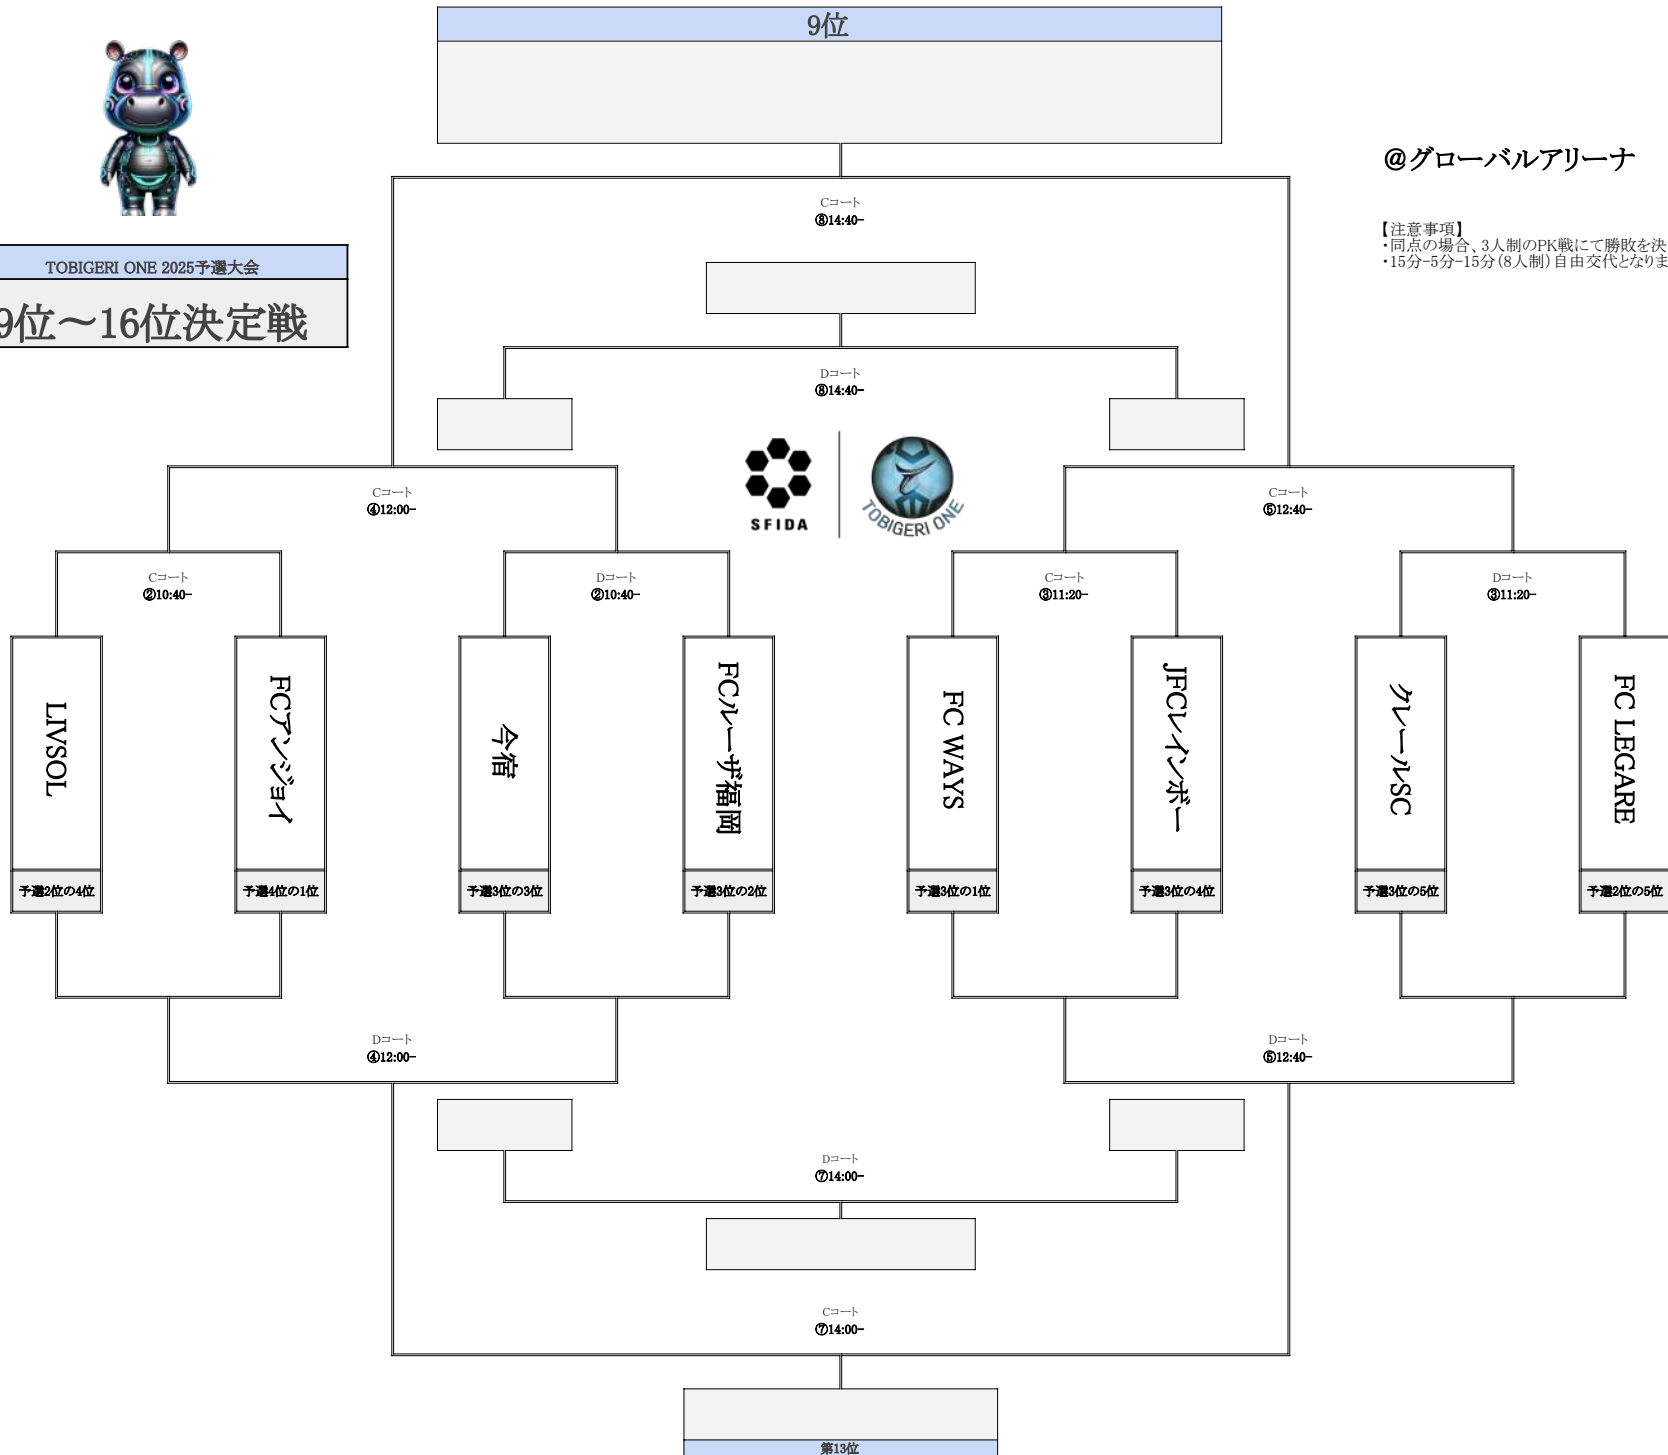 9位
@グローバルアリーナ
Cコート
⑧14:40-
【注意事項】
・同点の場合、3人制のPK戦にて勝敗を決
・15分-5分-15分(8人制)自由交代となりま
TOBIGERI ONE 2025予選大会
9位～16位決定戦
Dコート
⑧14:40-
SFIDA
TOBIGERI ONE
Cコート
④12:00-
Cコート
⑤12:40-
Cコート
②10:40-
Dコート
②10:40-
Cコート
③11:20-
Dコート
③11:20-
LIVSOL
FCアンジョイ
今宿
FCルーザ福岡
FC WAYS
JFCレインボー
クレールSC
FC LEGARE
予選2位の4位
予選4位の1位
予選3位の3位
予選3位の2位
予選3位の1位
予選3位の4位
予選3位の5位
予選2位の5位
Dコート
④12:00-
Dコート
⑤12:40-
Dコート
⑦14:00-
Cコート
⑦14:00-
第13位